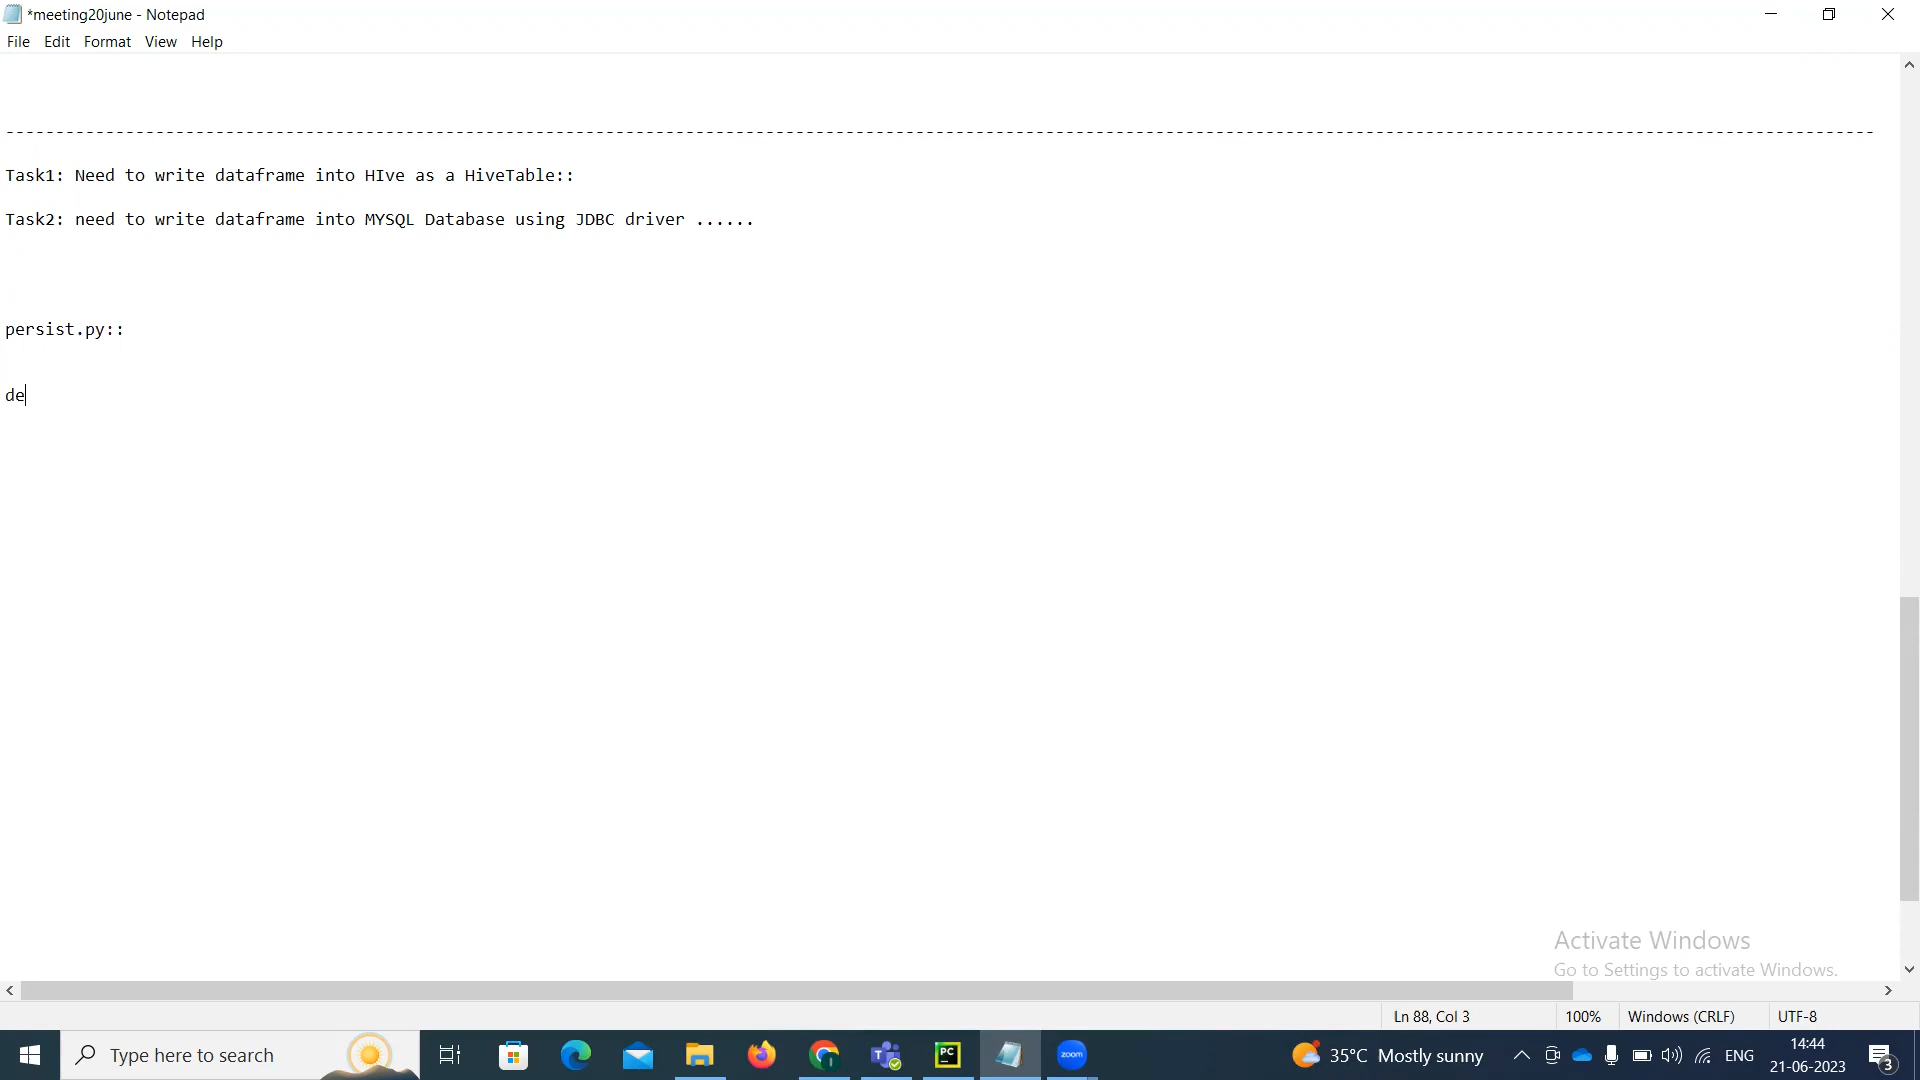 *meeting20june - Notepad
File Edit Format View Help
------------------------------------------------------------------------------------------------------------------------------------------------------------------------------------------
Task1: Need to write dataframe into HIve as a HiveTable::
Task2: need to write dataframe into MYSQL Database using JDBC driver ......
persist.py::
de
Activate Windows
Go to Settings to activate Windows.
Ln 88, Col 3 100% Windows (CRLF) UTF-8
Type here to search T PC zoom 35°C Mostly sunny ENG 14:44 21-06-2023 3